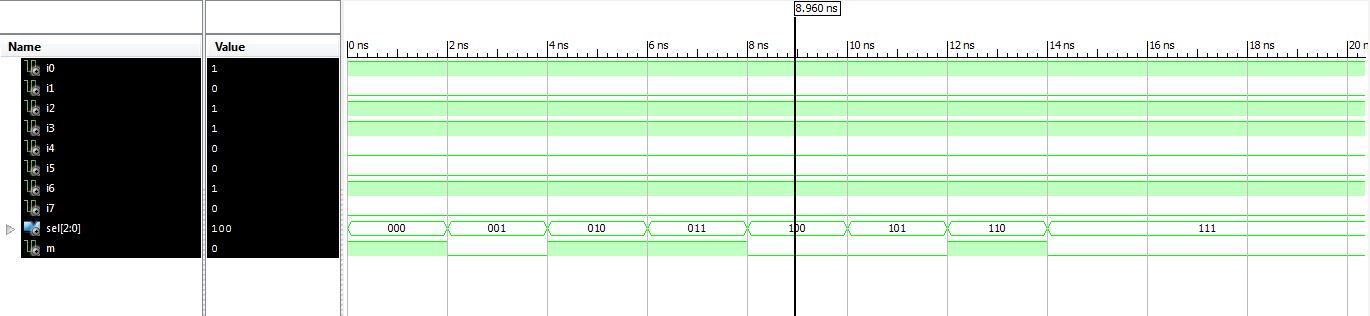 8.960 ns
Name Value 0 ns 2 ns 4 ns 6 ns 8 ns 10 ns 12 ns 14 ns 16 ns 18 ns 20 n
i0 1
i1 0
i2 1
i3 1
i4 0
i5 0
i6 1
i7 0
sel[2:0] 100 000 001 010 011 100 101 110 111
m 0